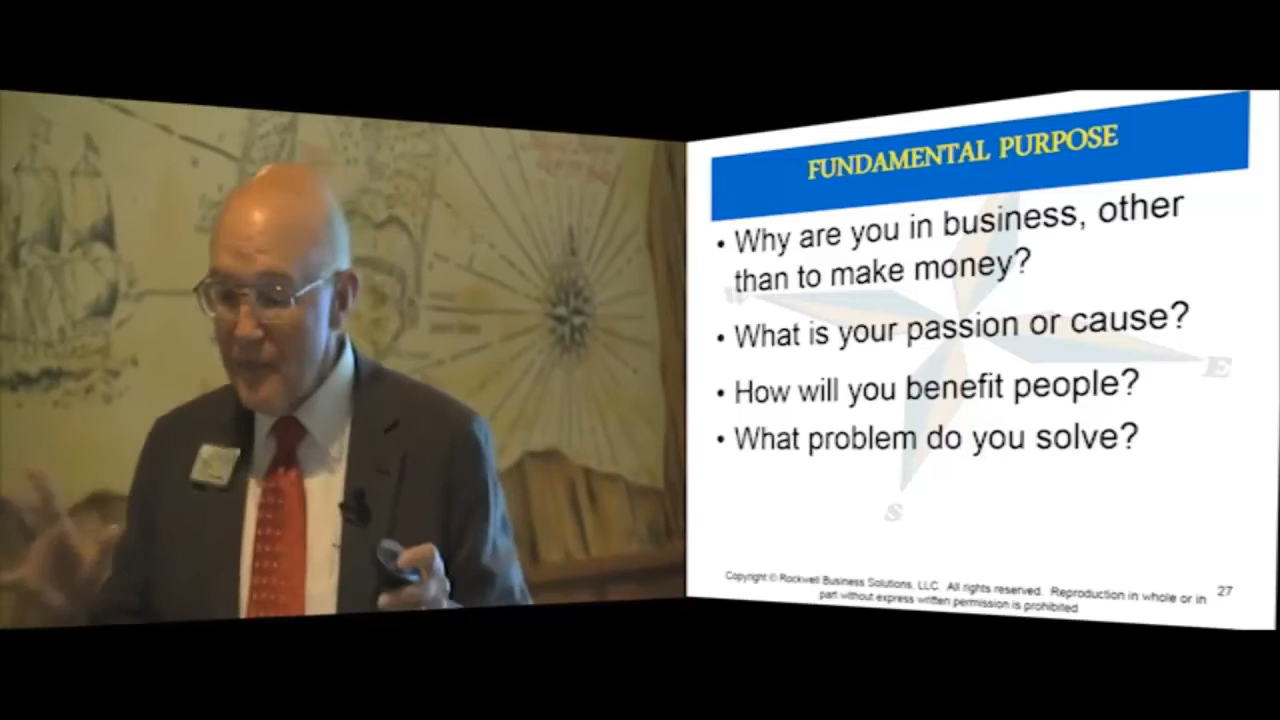 FUNDAMENTAL PURPOSE
• Why are you in business, other
than to make money?
• What is your passion or cause?
• How will you benefit people?
• What problem do you solve?
E
S
Copyright © Rockwell Business Solutions, LLC. All rights reserved. Reproduction in whole or in
part without express written permission is prohibited
27